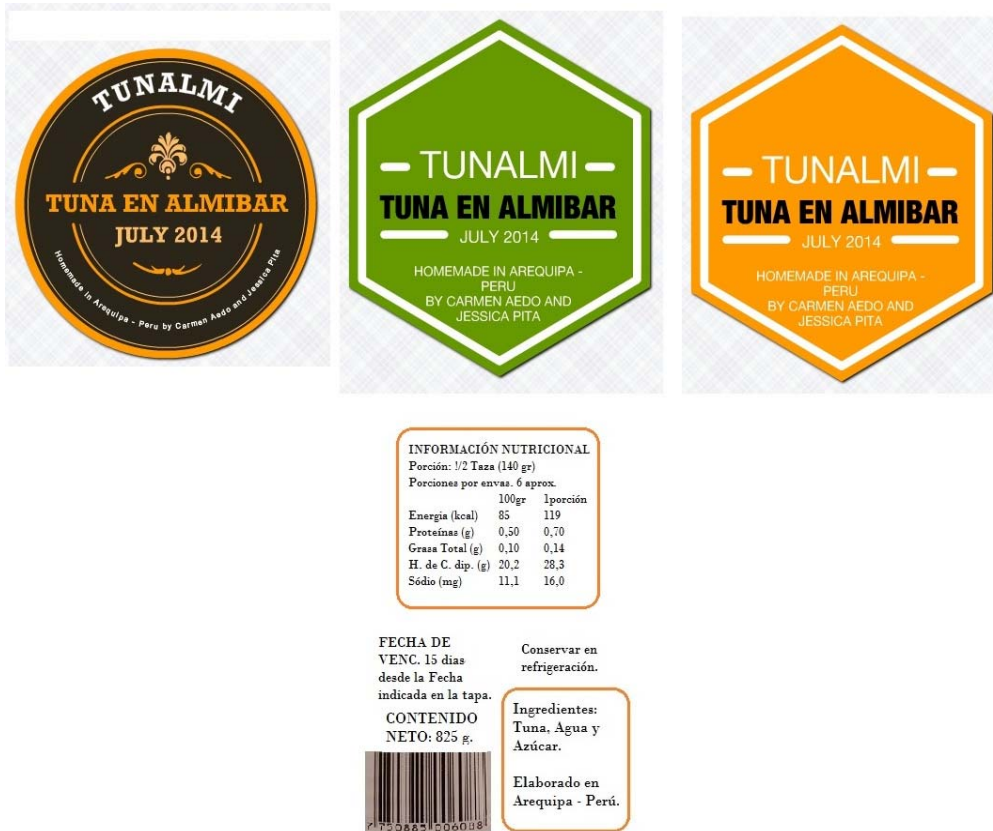 TUNALMI
TUNA EN ALMIBAR
JULY 2014
Homemade in Arequipa - Peru by Carmen Aedo and Jessica Pita
TUNALMI
TUNA EN ALMIBAR
JULY 2014
HOMEMADE IN AREQUIPA -
PERU
BY CARMEN AEDO AND
JESSICA PITA
TUNALMI
TUNA EN ALMIBAR
JULY 2014
HOMEMADE IN AREQUIPA -
PERU
BY CARMEN AEDO AND
JESSICA PITA
INFORMACIÓN NUTRICIONAL
Porción: 1/2 Taza (140 gr)
Porciones por envas. 6 aprox.
100gr 1porción
Energia (kcal) 85 119
Proteínas (g) 0,50 0,70
Grasa Total (g) 0,10 0,14
H. de C. dip. (g) 20,2 28,3
Sódio (mg) 11,1 16,0
FECHA DE
VENC. 15 dias
desde la Fecha
indicada en la tapa.
CONTENIDO
NETO: 825 g.
7 750885 006088
Conservar en
refrigeración.
Ingredientes:
Tuna, Agua y
Azúcar.
Elaborado en
Arequipa - Perú.